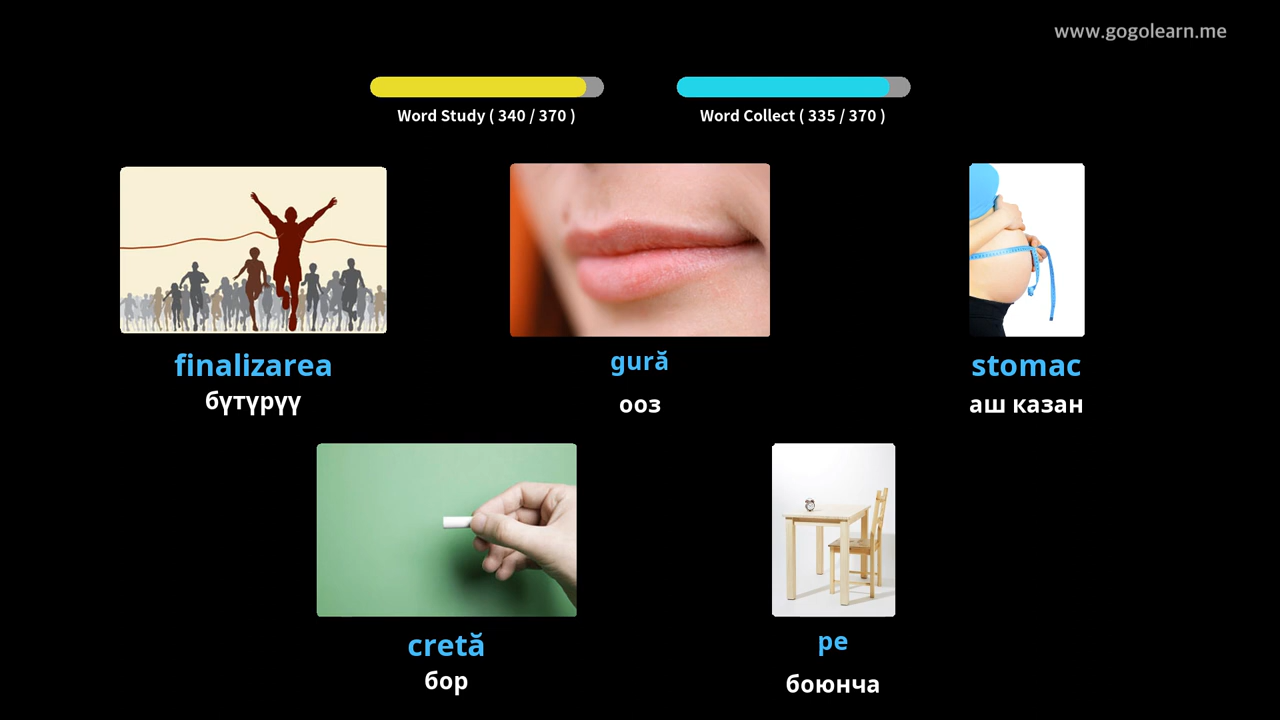 www.gogolearn.me
Word Study ( 340 / 370 )
Word Collect ( 335 / 370 )
finalizarea
бүтүрүү
gură
ооз
stomac
аш казан
cretă
бор
pe
боюнча